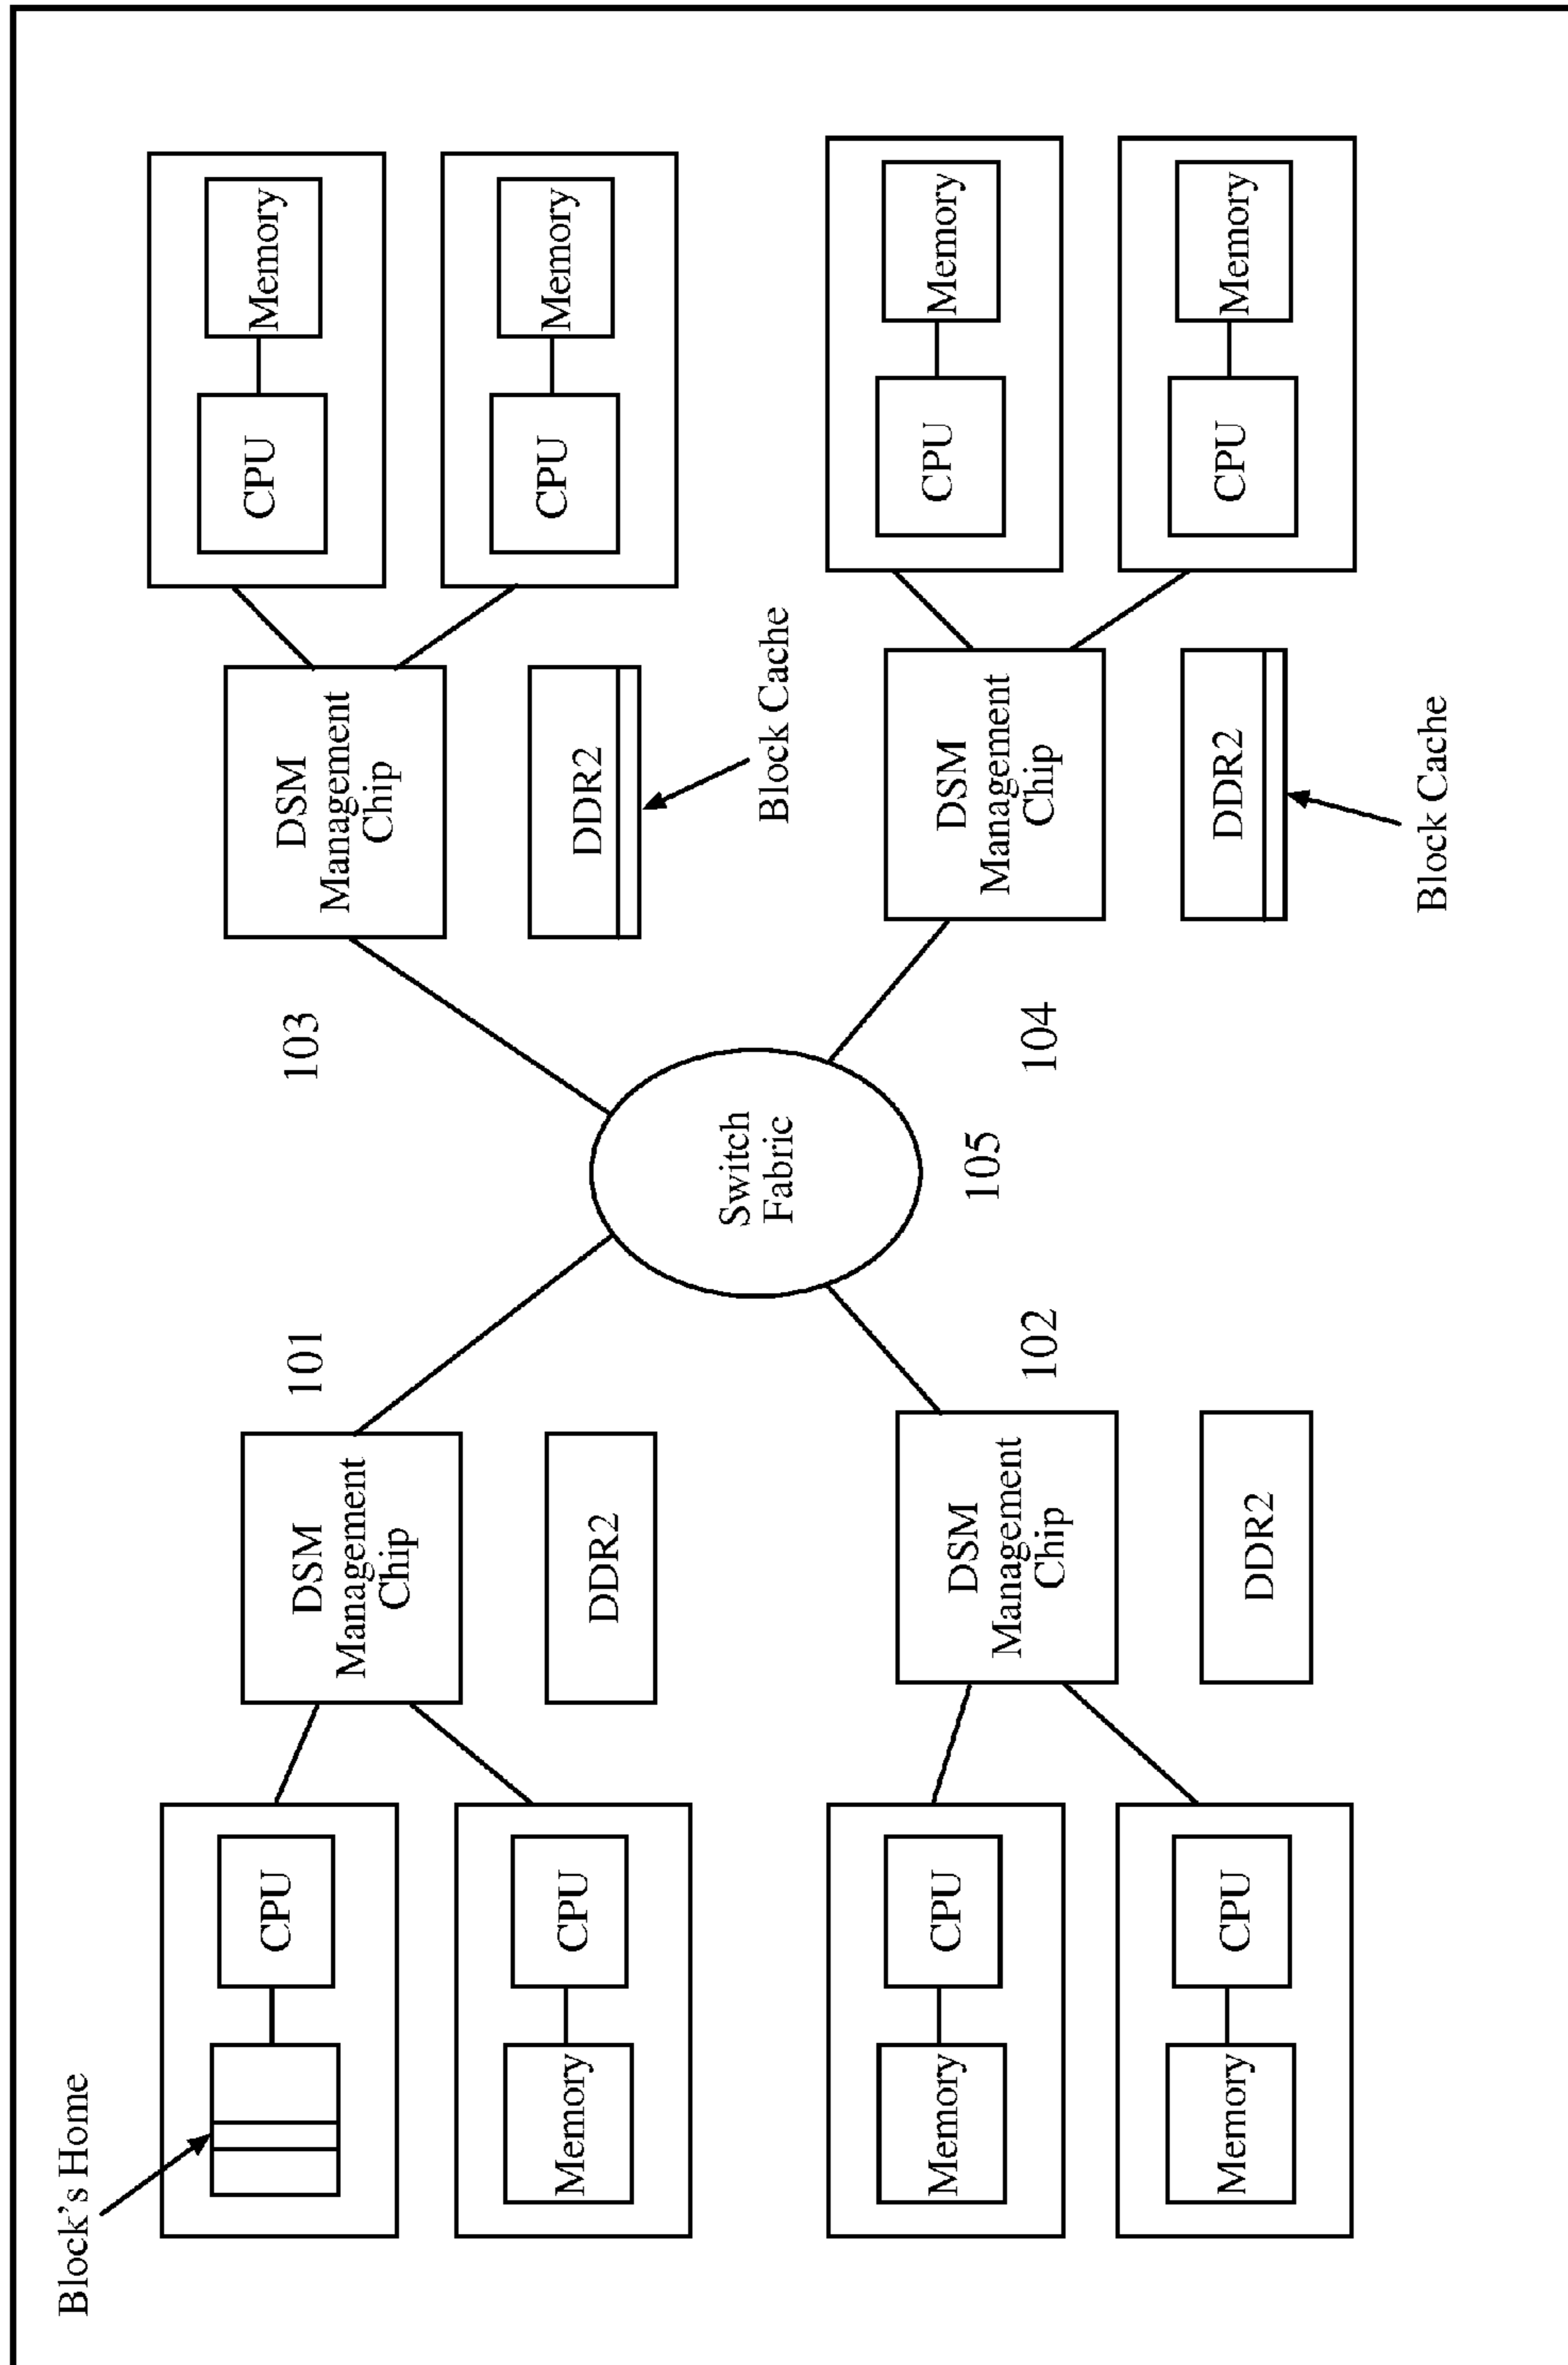 Block's Home
CPU
DSM
Management
Chip
101
103
DSM
Management
Chip
CPU
Memory
Memory
CPU
DDR2
DDR2
CPU
Memory
Block Cache
Switch
Fabric
105
Memory
CPU
DSM
Management
Chip
102
104
DSM
Management
Chip
CPU
Memory
Memory
CPU
DDR2
DDR2
CPU
Memory
Block Cache